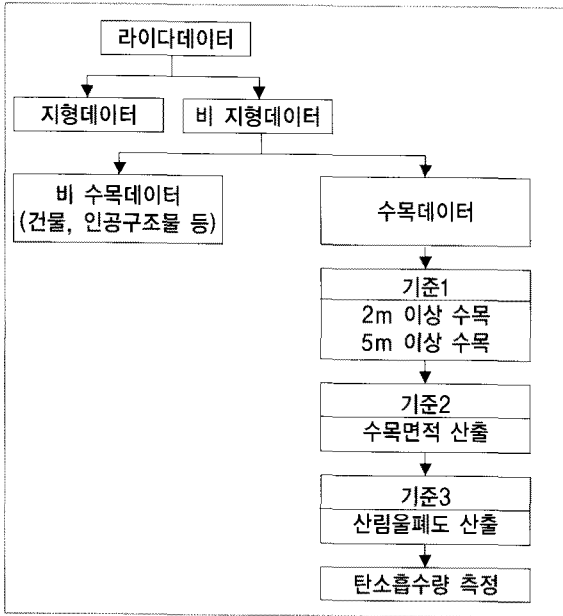 라이다데이터
지형데이터
비 지형데이터
비 수목데이터
(건물, 인공구조물 등)
수목데이터
기준1
2m 이상 수목
5m 이상 수목
기준2
수목면적 산출
기준3
산림울폐도 산출
탄소흡수량 측정